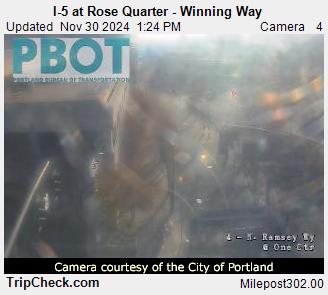 I-5 at Rose Quarter - Winning Way
Updated Nov 30 2024 1:24 PM Camera 4
PBOT
PORTLAND BUREAU OF TRANSPORTATION
4 - N. Ramsey Wy
@ One Ctr
Camera courtesy of the City of Portland
TripCheck.com Milepost302.00